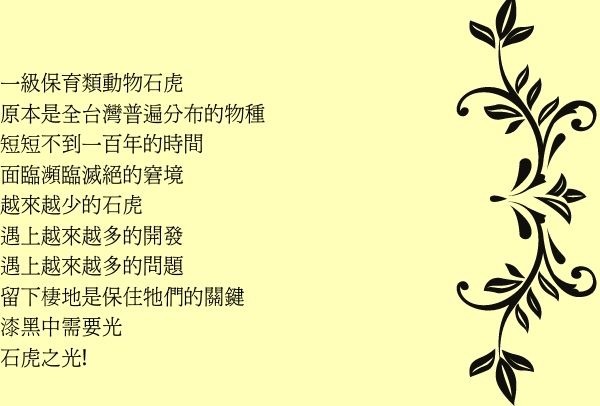 一級保育類動物石虎
原本是全台灣普遍分布的物種
短短不到一百年的時間
面臨瀕臨滅絕的窘境
越來越少的石虎
遇上越來越多的開發
遇上越來越多的問題
留下棲地是保住牠們的關鍵
漆黑中需要光
石虎之光!